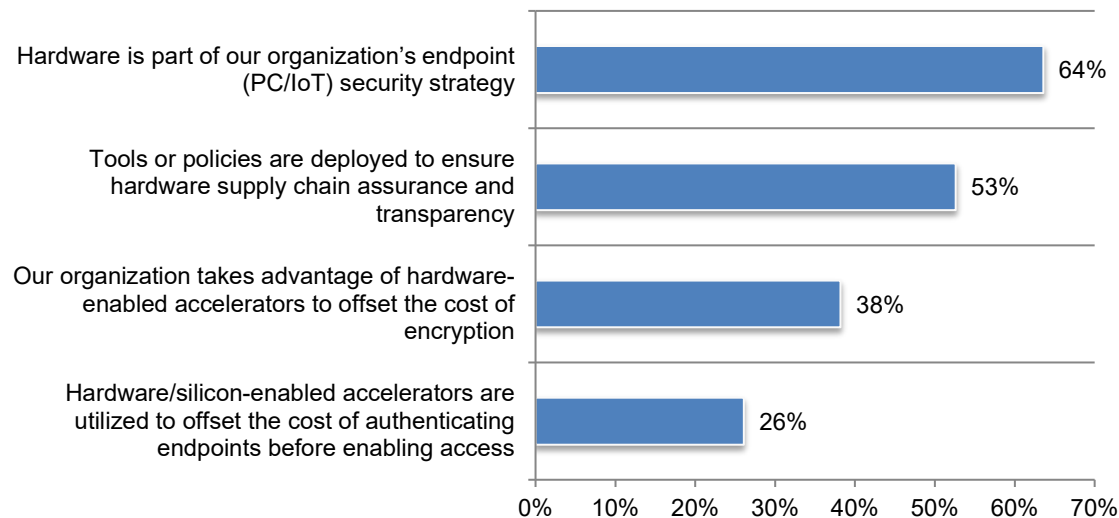 Hardware is part of our organization’s endpoint
(PC/IoT) security strategy
64%
Tools or policies are deployed to ensure
hardware supply chain assurance and
transparency
53%
Our organization takes advantage of hardware-
enabled accelerators to offset the cost of
encryption
38%
Hardware/silicon-enabled accelerators are
utilized to offset the cost of authenticating
endpoints before enabling access
26%
0% 10% 20% 30% 40% 50% 60% 70%